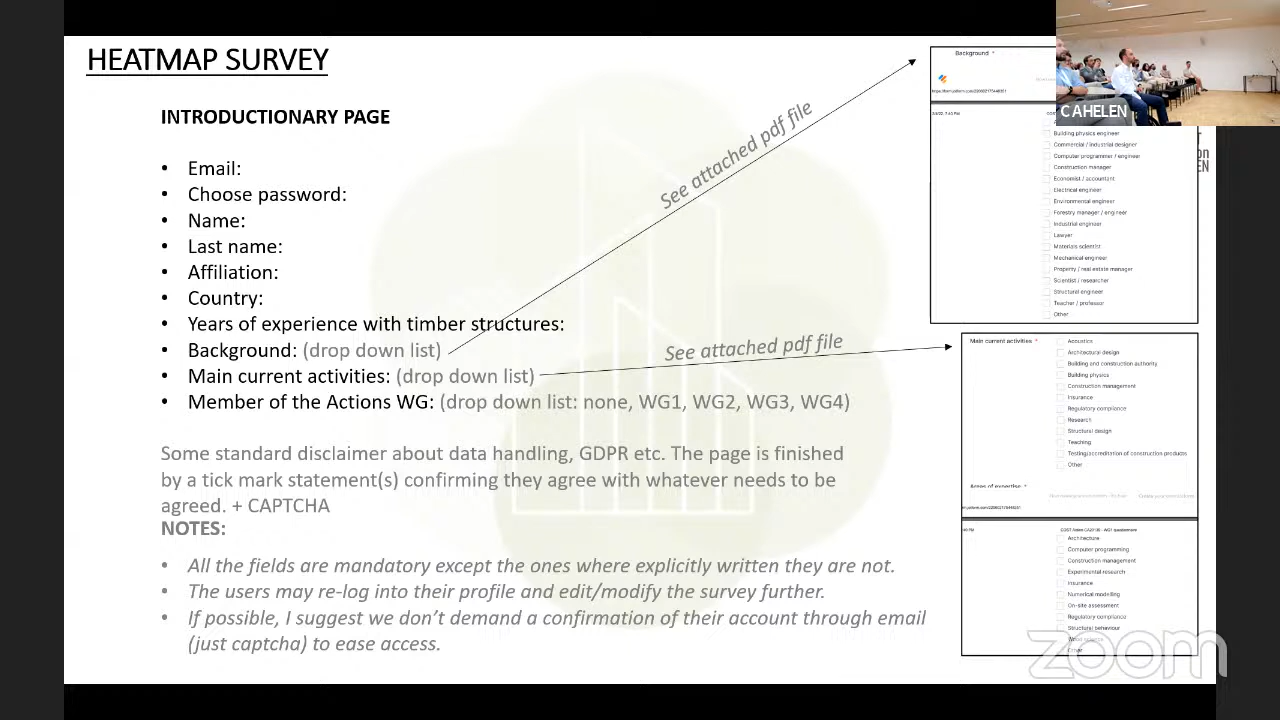 HEATMAP SURVEY
INTRODUCTIONARY PAGE
• Email:
• Choose password:
• Name:
• Last name:
• Affiliation:
• Country:
• Years of experience with timber structures:
• Background: (drop down list)
• Main current activities: (drop down list)
• Member of the Actions WG: (drop down list: none, WG1, WG2, WG3, WG4)
Some standard disclaimer about data handling, GDPR etc. The page is finished
by a tick mark statement(s) confirming they agree with whatever needs to be
agreed. + CAPTCHA
NOTES:
• All the fields are mandatory except the ones where explicitly written they are not.
• The users may re-log into their profile and edit/modify the survey further.
• If possible, I suggest we don't demand a confirmation of their account through email
(just captcha) to ease access.
See attached pdf file
See attached pdf file
Background *
Building physics engineer
Commercial / industrial designer
Computer programmer / engineer
Construction manager
Economist / accountant
Electrical engineer
Environmental engineer
Forestry manager / engineer
Industrial engineer
Lawyer
Materials scientist
Mechanical engineer
Property / real estate manager
Scientist / researcher
Structural engineer
Teacher / professor
Other
Main current activities *
Acoustics
Architectural design
Building and construction authority
Building physics
Construction management
Insurance
Regulatory compliance
Research
Structural design
Teaching
Testing/accreditation of construction products
Other
Areas of expertise *
COST Action CA20139 - WG1 questionnaire
Architecture
Computer programming
Construction management
Experimental research
Insurance
Numerical modelling
On-site assessment
Regulatory compliance
Structural behaviour
Other
C AHELEN
zoom